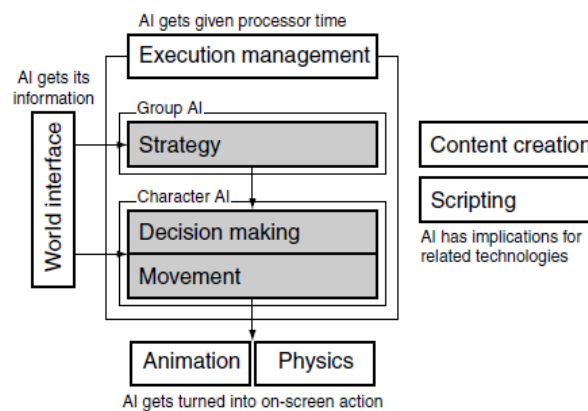 AI gets given processor time
Execution management
AI gets its
information
Group AI
Strategy
World interface
Character AI
Decision making
Movement
Content creation
Scripting
AI has implications for
related technologies
Animation
Physics
AI gets turned into on-screen action